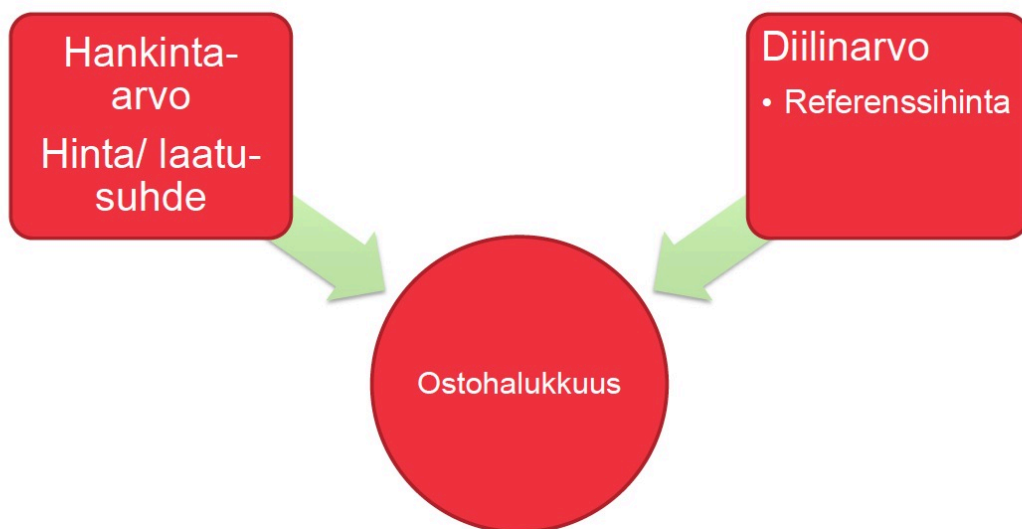 Hankinta-
arvo
Hinta/ laatu-
suhde
Diilinarvo
• Referenssihinta
Ostohalukkuus